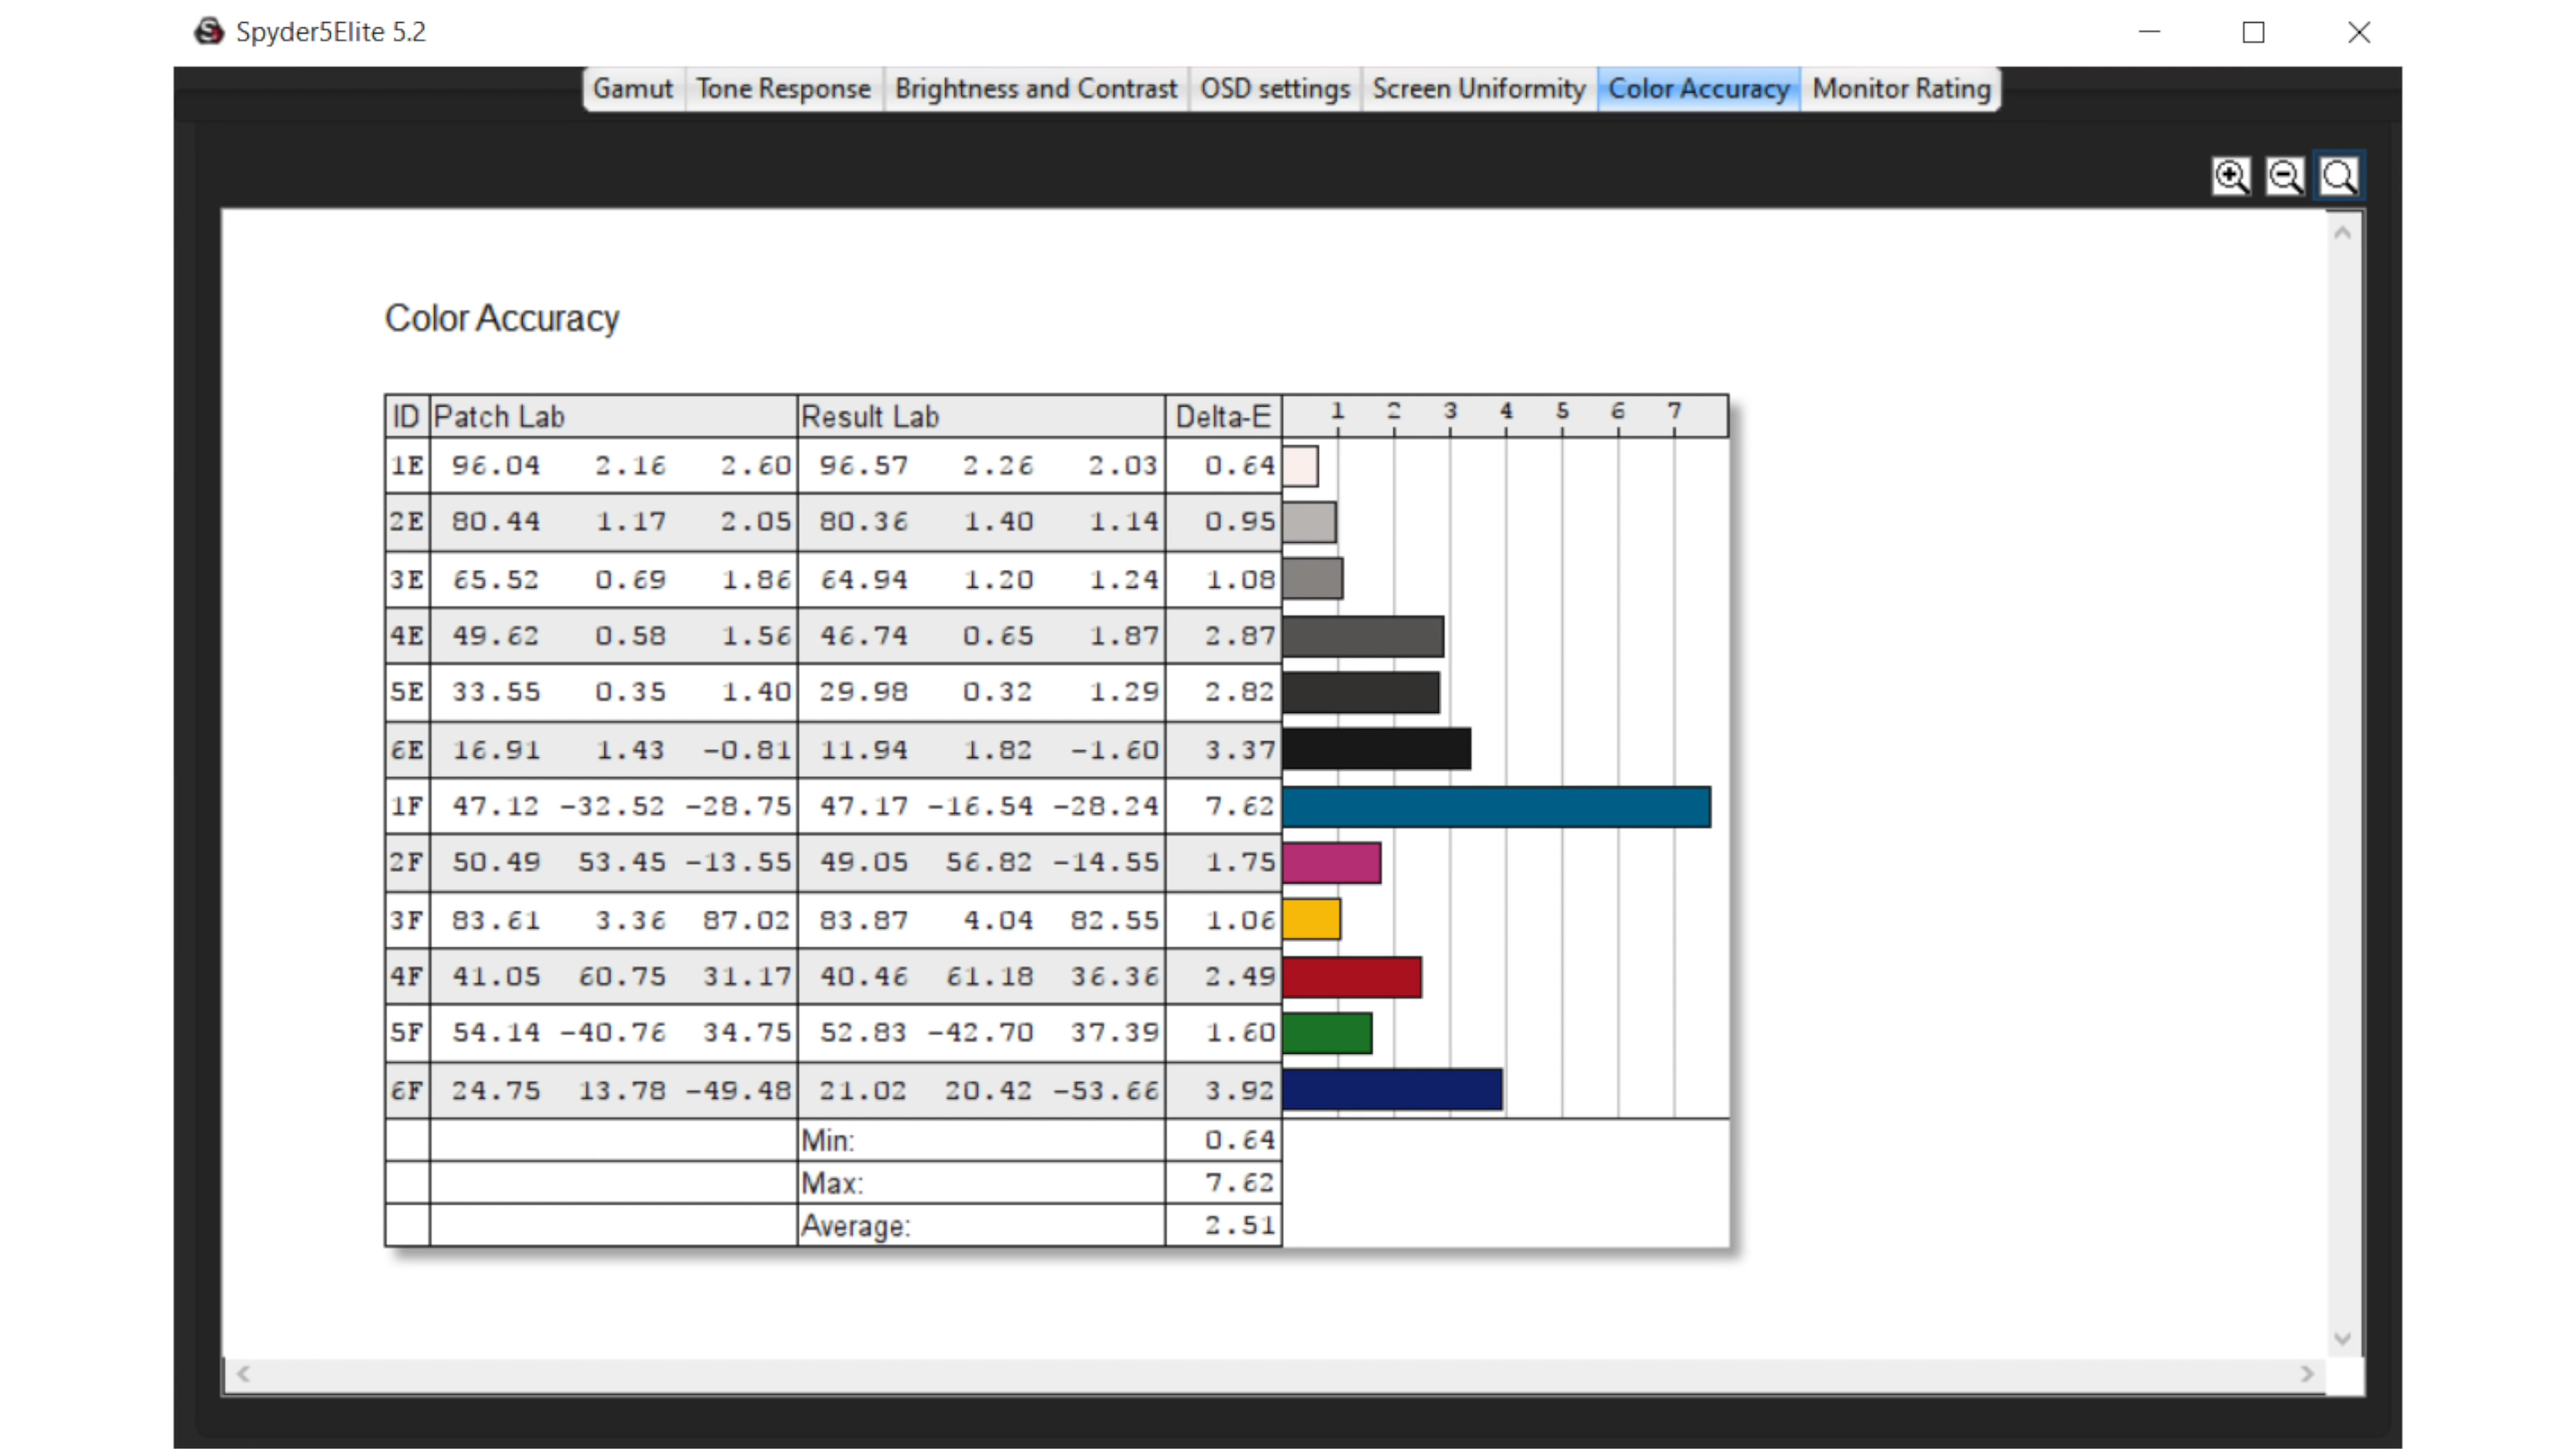 Spyder5Elite 5.2
Gamut Tone Response Brightness and Contrast OSD settings Screen Uniformity Color Accuracy Monitor Rating
Color Accuracy
ID Patch Lab Result Lab Delta-E 1 2 3 4 5 6 7
1E 96.04 2.16 2.60 96.57 2.26 2.03 0.64
2E 80.44 1.17 2.05 80.36 1.40 1.14 0.95
3E 65.52 0.69 1.86 64.94 1.20 1.24 1.08
4E 49.62 0.58 1.56 46.74 0.65 1.87 2.87
5E 33.55 0.35 1.40 29.98 0.32 1.29 2.82
6E 16.91 1.43 -0.81 11.94 1.82 -1.60 3.37
1F 47.12 -32.52 -28.75 47.17 -16.54 -28.24 7.62
2F 50.49 53.45 -13.55 49.05 56.82 -14.55 1.75
3F 83.61 3.36 87.02 83.87 4.04 82.55 1.06
4F 41.05 60.75 31.17 40.46 61.18 36.36 2.49
5F 54.14 -40.76 34.75 52.83 -42.70 37.39 1.60
6F 24.75 13.78 -49.48 21.02 20.42 -53.66 3.92
Min: 0.64
Max: 7.62
Average: 2.51